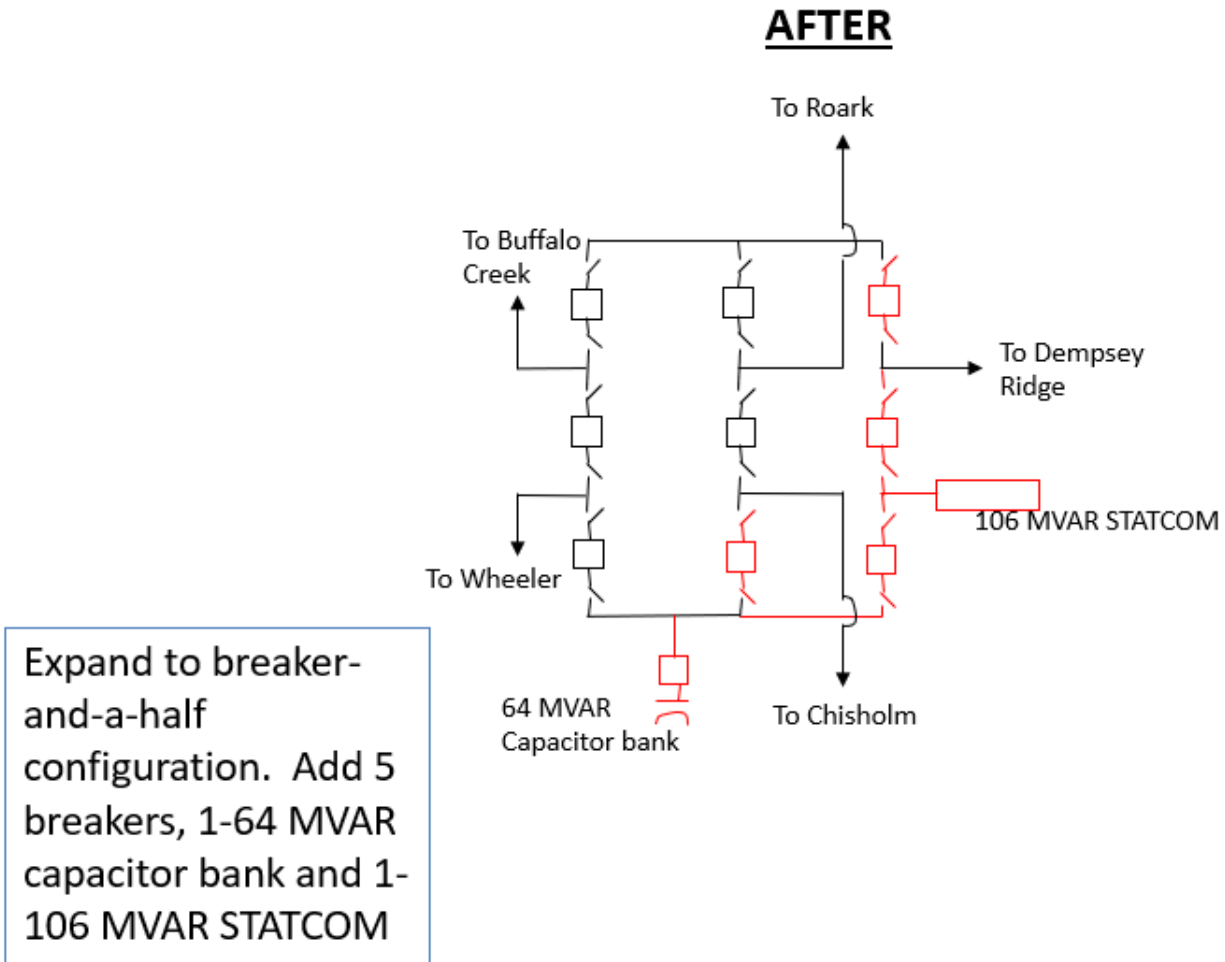 AFTER
To Roark
To Buffalo
Creek
To Dempsey
Ridge
106 MVAR STATCOM
To Wheeler
64 MVAR
Capacitor bank
To Chisholm
Expand to breaker-
and-a-half
configuration.  Add 5
breakers, 1-64 MVAR
capacitor bank and 1-
106 MVAR STATCOM